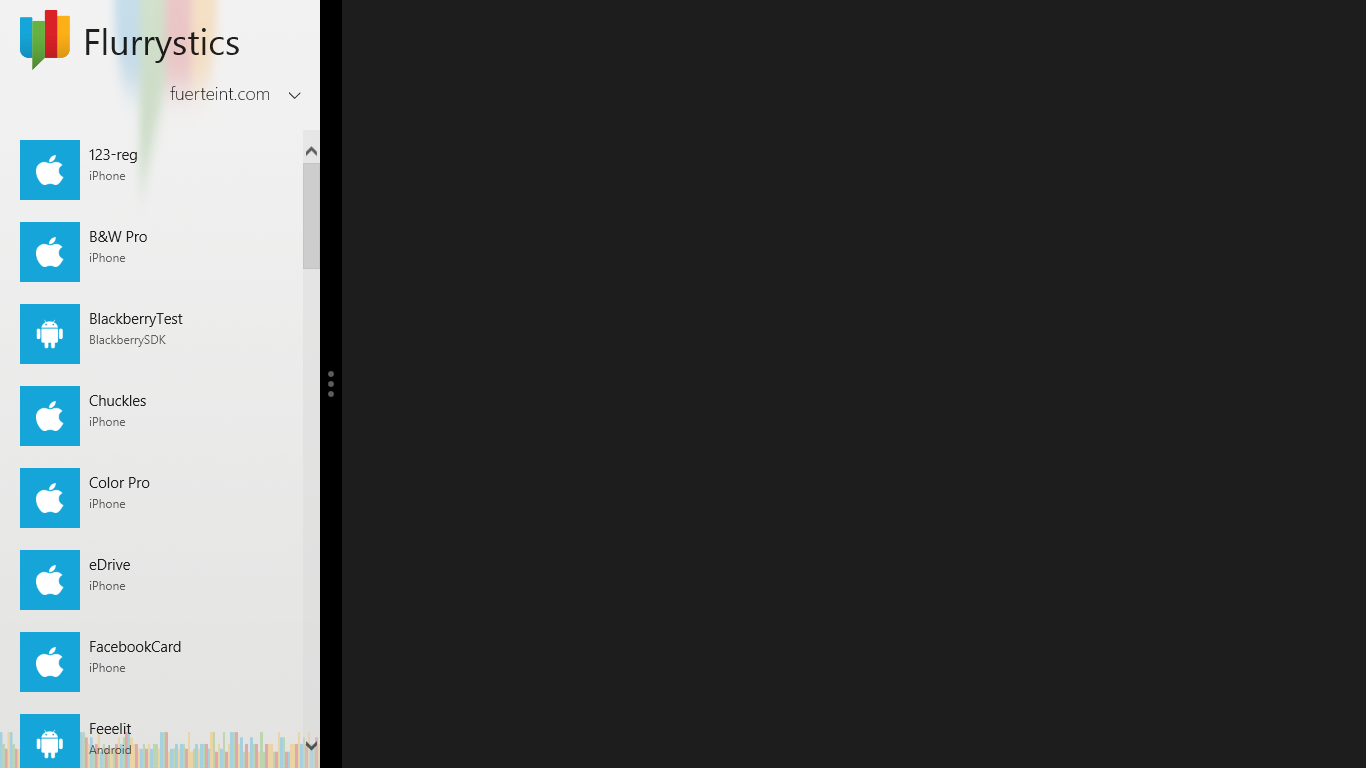 Flurrystics
fuerteint.com
123-reg
iPhone
B&W Pro
iPhone
BlackberryTest
BlackberrySDK
Chuckles
iPhone
Color Pro
iPhone
eDrive
iPhone
FacebookCard
iPhone
Feeelit
Android